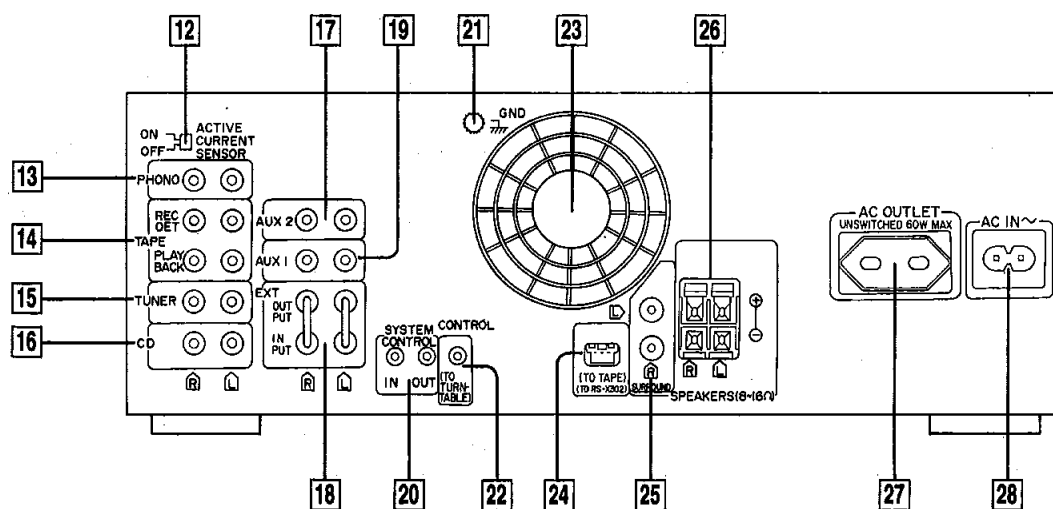 12
17
19
21
23
26
GND
ON
OFF
ACTIVE
CURRENT
SENSOR
13
PHONO
14
REC
OET
TAPE
PLAY
BACK
AUX 2
AUX 1
15
TUNER
EXT
OUT
PUT
IN
PUT
16
CD
R
L
R
L
SYSTEM
CONTROL
IN OUT
CONTROL
(TO
TURN-
TABLE)
L
(TO TAPE)
(TO RS-X302)
R
SURROUND
⊕
⊖
R
L
SPEAKERS(8~16Ω)
AC OUTLET
UNSWITCHED 60W MAX
AC IN ~
18
20
22
24
25
27
28